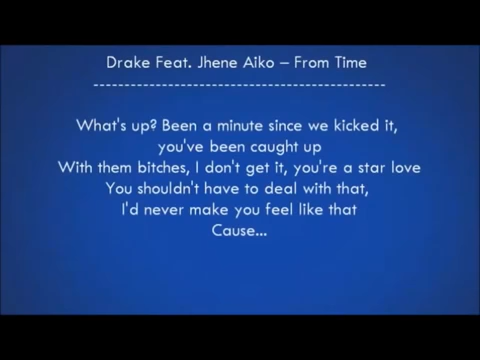 Drake Feat. Jhene Aiko – From Time
-----------------------------------------------
What's up? Been a minute since we kicked it,
you've been caught up
With them bitches, I don't get it, you're a star love
You shouldn't have to deal with that,
I'd never make you feel like that
Cause...